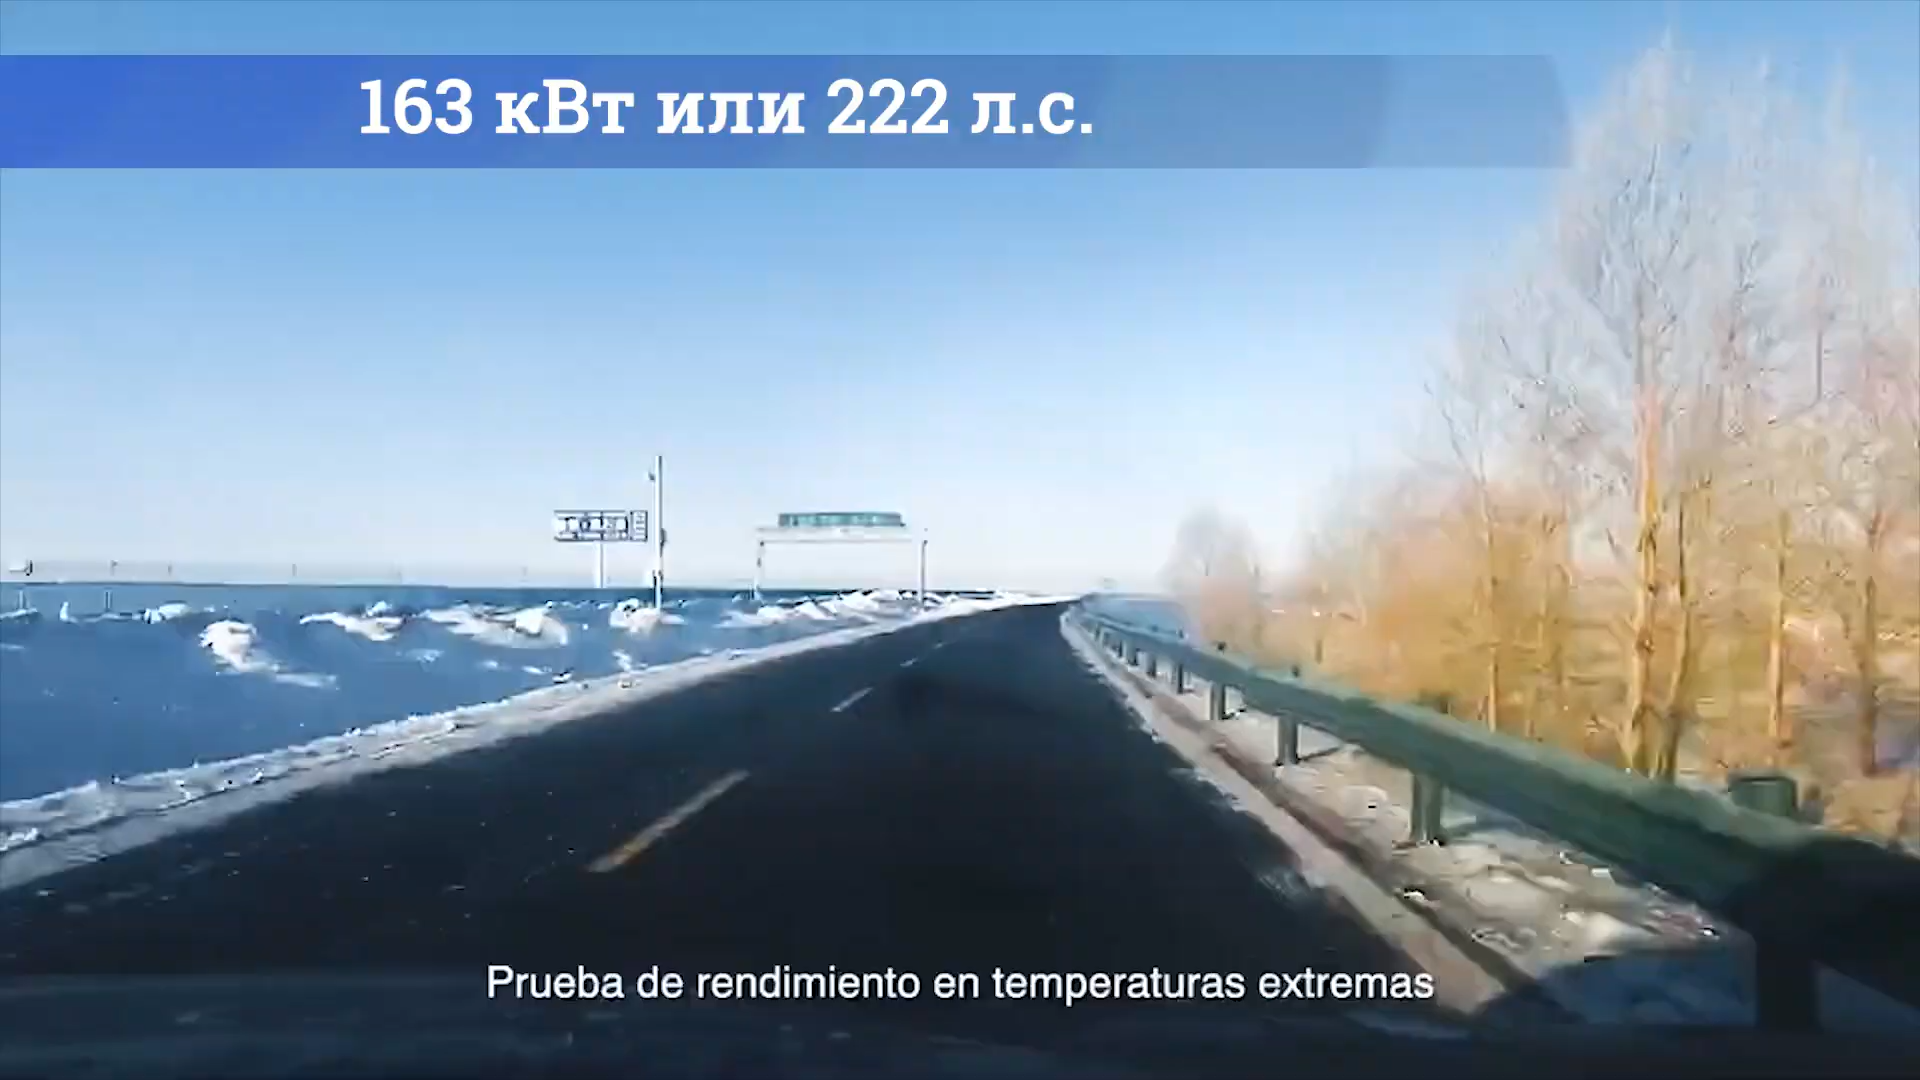 163 кВт или 222 л.с.
Prueba de rendimiento en temperaturas extremas